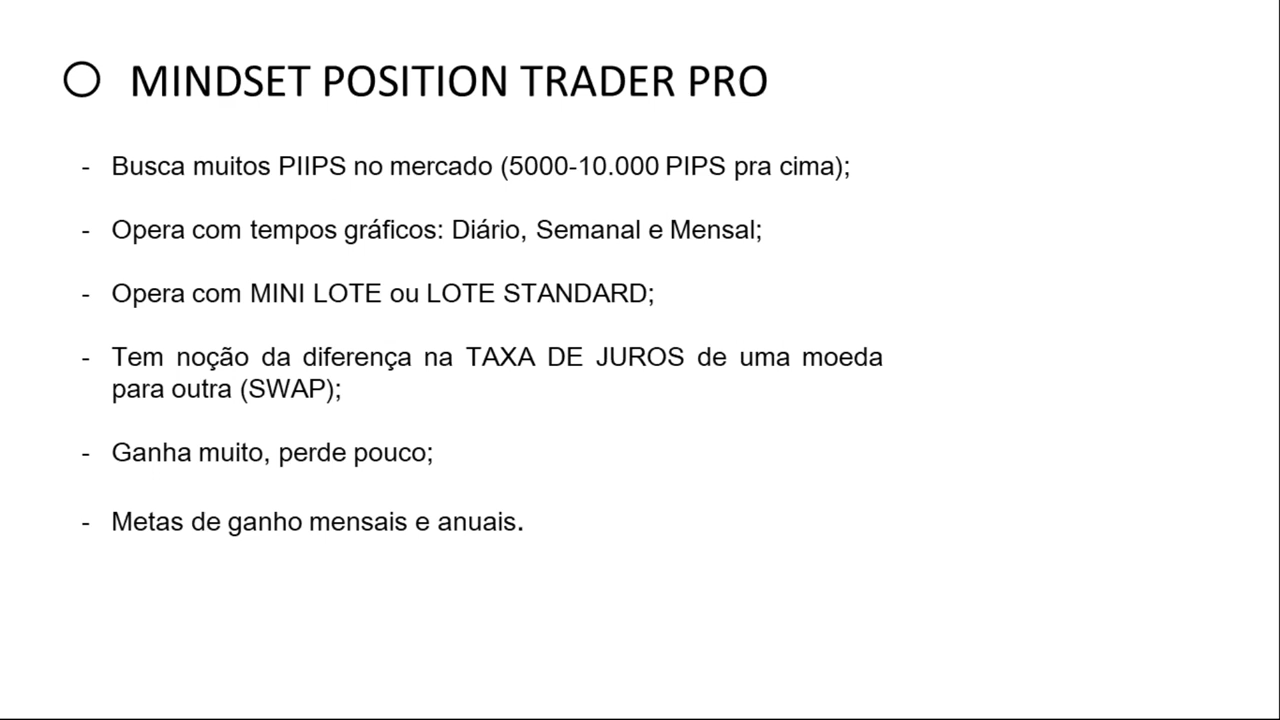 MINDSET POSITION TRADER PRO
- Busca muitos PIIPS no mercado (5000-10.000 PIPS pra cima);
- Opera com tempos gráficos: Diário, Semanal e Mensal;
- Opera com MINI LOTE ou LOTE STANDARD;
- Tem noção da diferença na TAXA DE JUROS de uma moeda
para outra (SWAP);
- Ganha muito, perde pouco;
- Metas de ganho mensais e anuais.